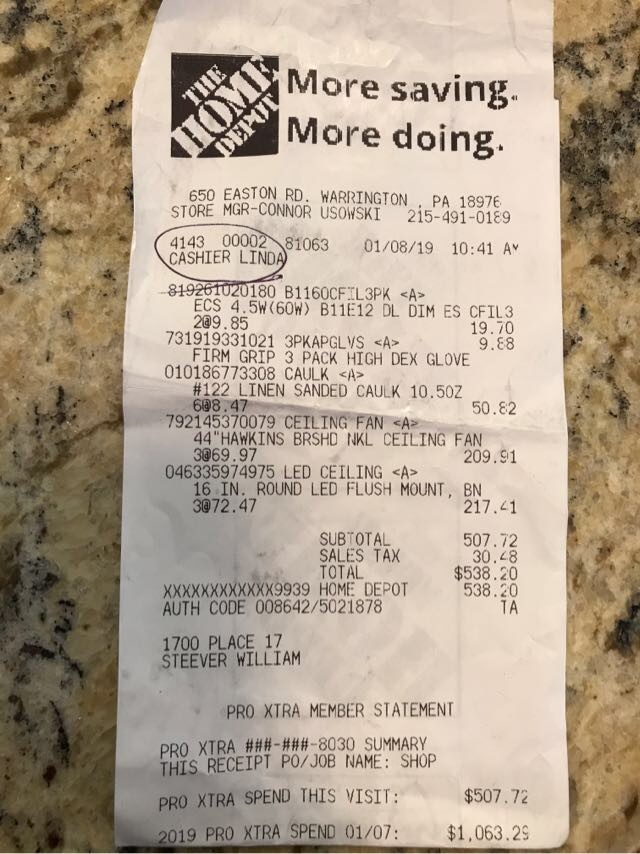 THE
HOME
DEPOT
More saving.
More doing.
650 EASTON RD. WARRINGTON , PA 18976
STORE MGR-CONNOR USOWSKI 215-491-0189
4143 00002 81063 01/08/19 10:41 AM
CASHIER LINDA
819261020180 B1160CFIL3PK <A>
ECS 4.5W(60W) B11E12 DL DIM ES CFIL3
2@9.85 19.70
731919331021 3PKAPGLVS <A> 9.88
FIRM GRIP 3 PACK HIGH DEX GLOVE
010186773308 CAULK <A>
#122 LINEN SANDED CAULK 10.5OZ
6@8.47 50.82
792145370079 CEILING FAN <A>
44"HAWKINS BRSHD NKL CEILING FAN
3@69.97 209.91
046335974975 LED CEILING <A>
16 IN. ROUND LED FLUSH MOUNT, BN
3@72.47 217.41
SUBTOTAL 507.72
SALES TAX 30.48
TOTAL $538.20
XXXXXXXXXXXX9939 HOME DEPOT 538.20
AUTH CODE 008642/5021878 TA
1700 PLACE 17
STEEVER WILLIAM
PRO XTRA MEMBER STATEMENT
PRO XTRA ###-###-8030 SUMMARY
THIS RECEIPT PO/JOB NAME: SHOP
PRO XTRA SPEND THIS VISIT: $507.72
2019 PRO XTRA SPEND 01/07: $1,063.29